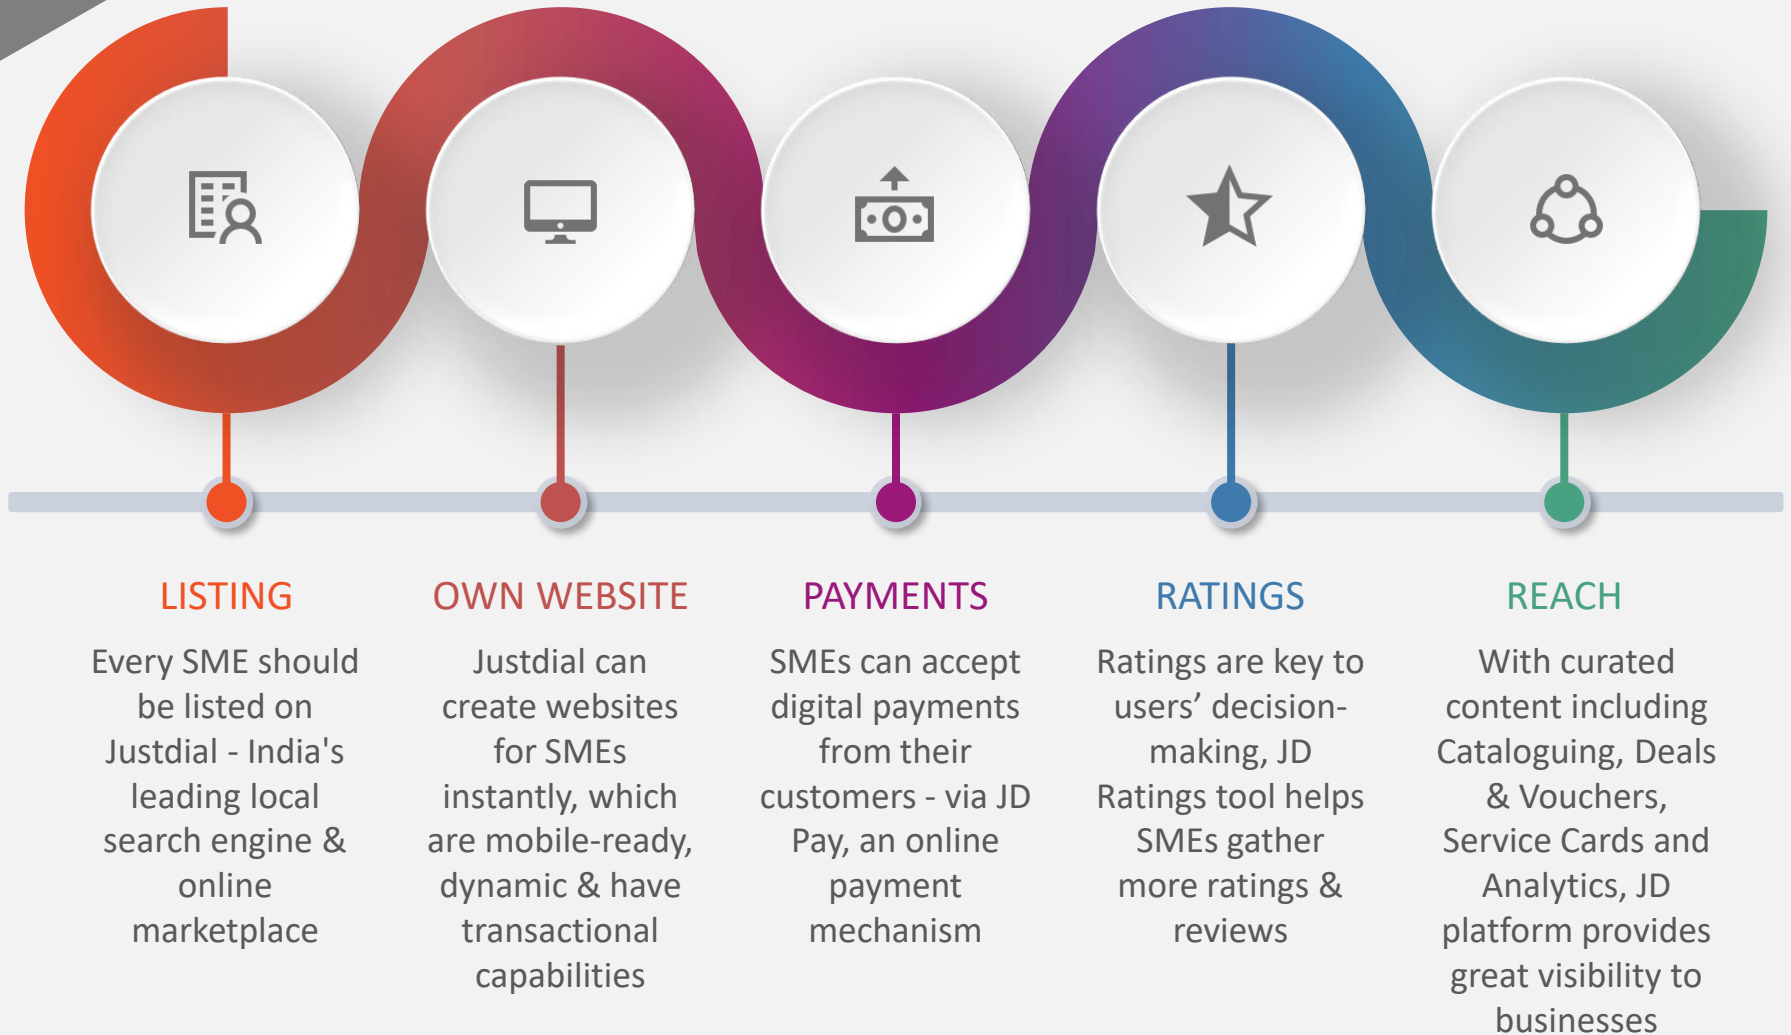 LISTING
Every SME should
be listed on
Justdial - India's
leading local
search engine &
online
marketplace
OWN WEBSITE
Justdial can
create websites
for SMEs
instantly, which
are mobile-ready,
dynamic & have
transactional
capabilities
PAYMENTS
SMEs can accept
digital payments
from their
customers - via JD
Pay, an online
payment
mechanism
RATINGS
Ratings are key to
users’ decision-
making, JD
Ratings tool helps
SMEs gather
more ratings &
reviews
REACH
With curated
content including
Cataloguing, Deals
& Vouchers,
Service Cards and
Analytics, JD
platform provides
great visibility to
businesses